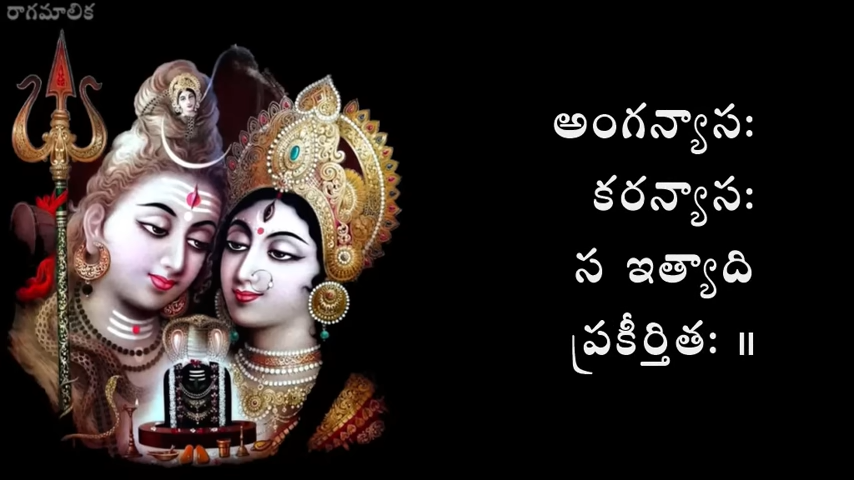 రాగమాలిక
అంగన్యాసః
కరన్యాసః
స ఇత్యాది
ప్రకీర్తితః ॥